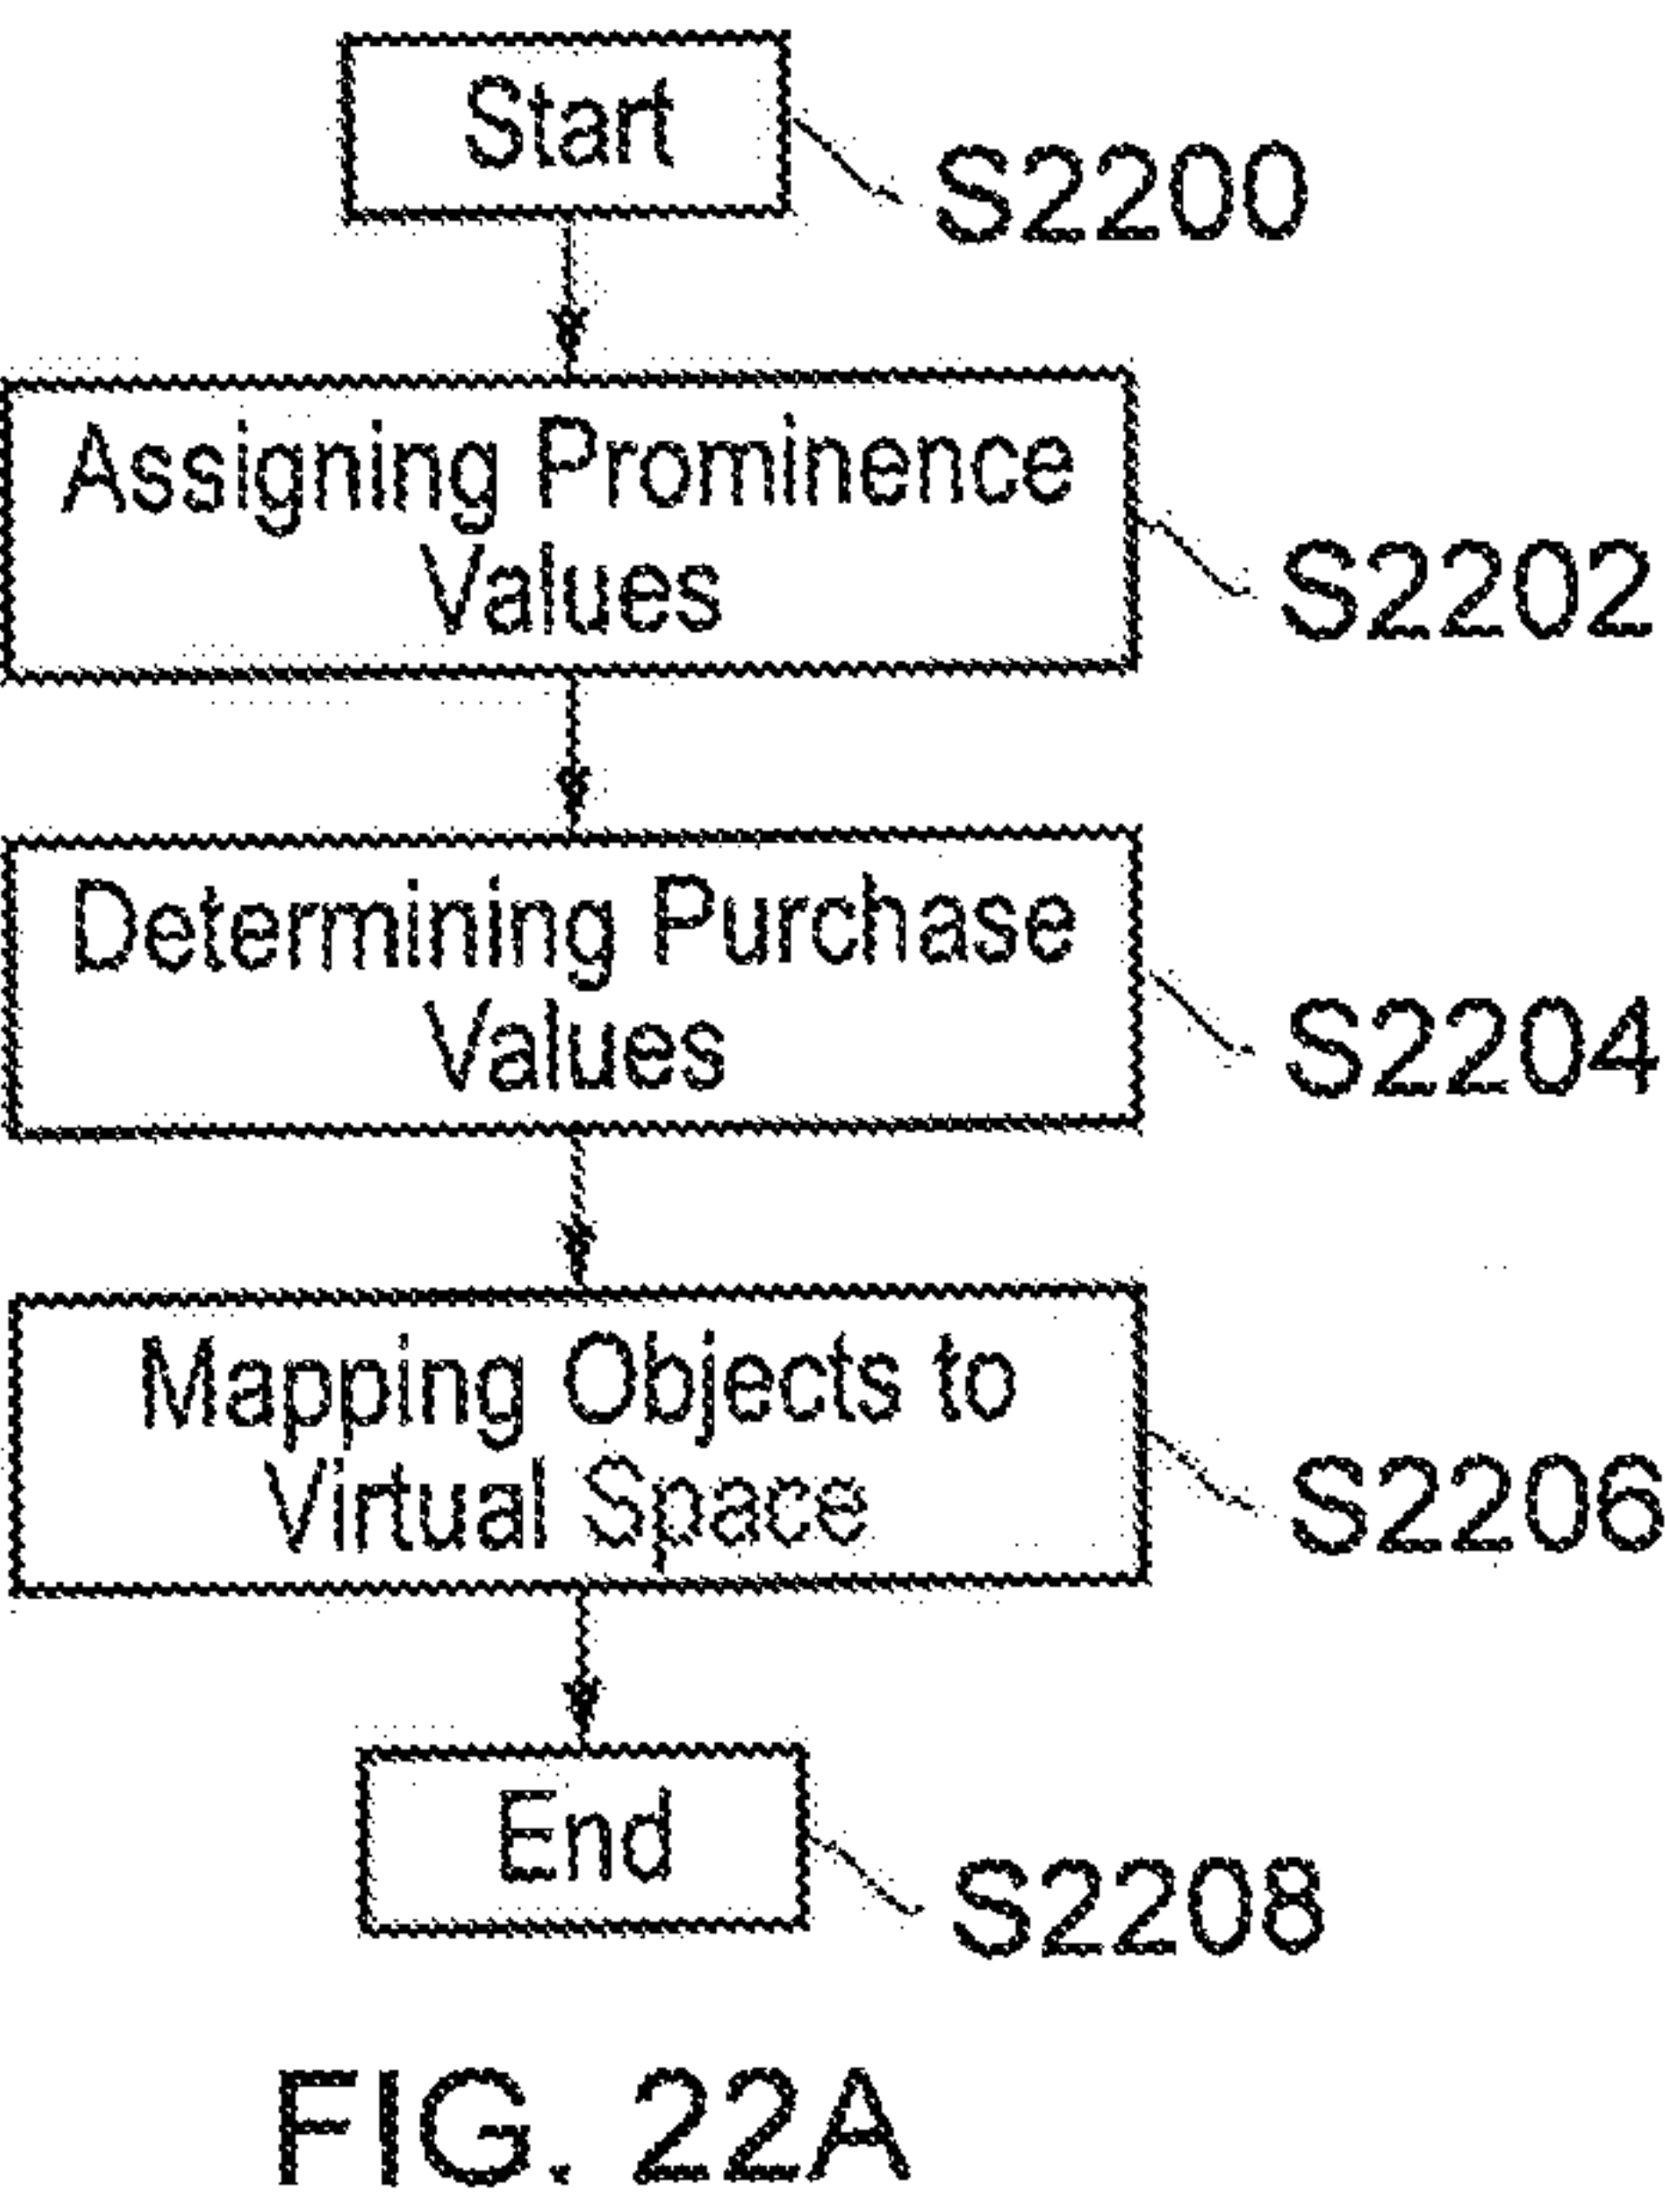 Start
S2200
Assigning Prominence
Values
S2202
Determining Purchase
Values
S2204
Mapping Objects to
Virtual Space
S2206
End
S2208
FIG. 22A